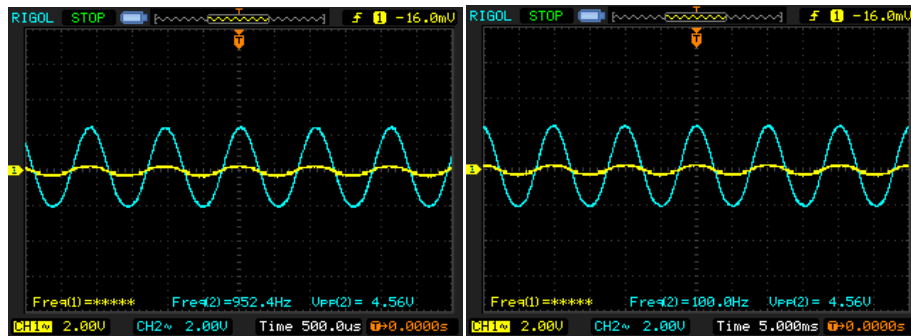 RIGOL STOP T f 1 -16.0mV
T
1
Freq(1)=***** Freq(2)=952.4Hz Vpp(2)= 4.56V
CH1~ 2.00V CH2~ 2.00V Time 500.0us T→0.0000s
RIGOL STOP T f 1 -16.0mV
T
1
Freq(1)=***** Freq(2)=100.0Hz Vpp(2)= 4.56V
CH1~ 2.00V CH2~ 2.00V Time 5.000ms T→0.0000s